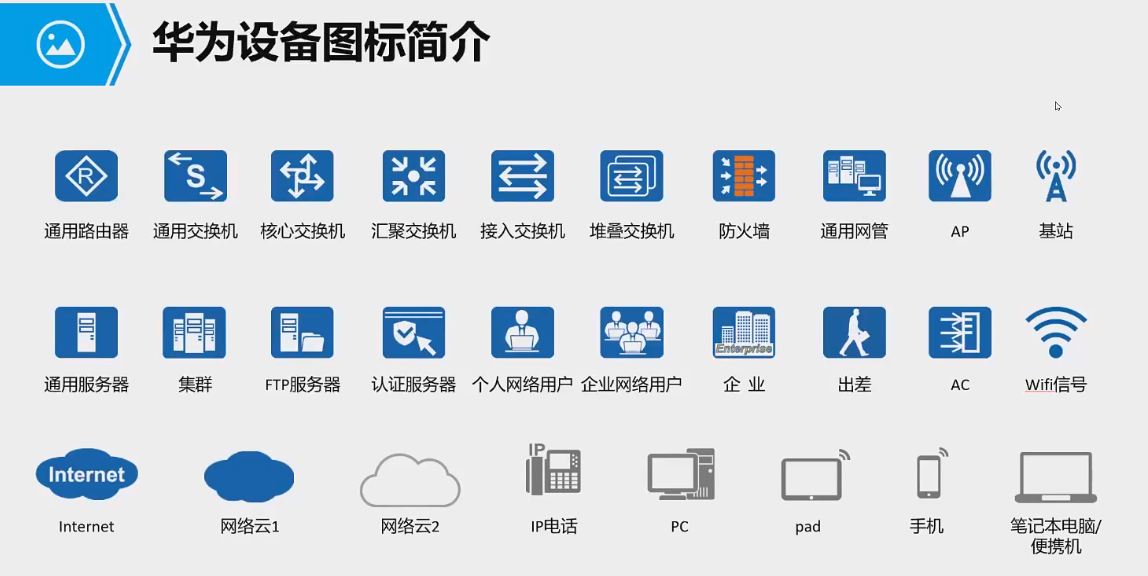 华为设备图标简介
R
S
通用路由器
通用交换机
核心交换机
汇聚交换机
接入交换机
堆叠交换机
防火墙
通用网管
AP
基站
Enterprise
通用服务器
集群
FTP服务器
认证服务器
个人网络用户
企业网络用户
企 业
出差
AC
Wifi信号
Internet
IP
Internet
网络云1
网络云2
IP电话
PC
pad
手机
笔记本电脑/
便携机